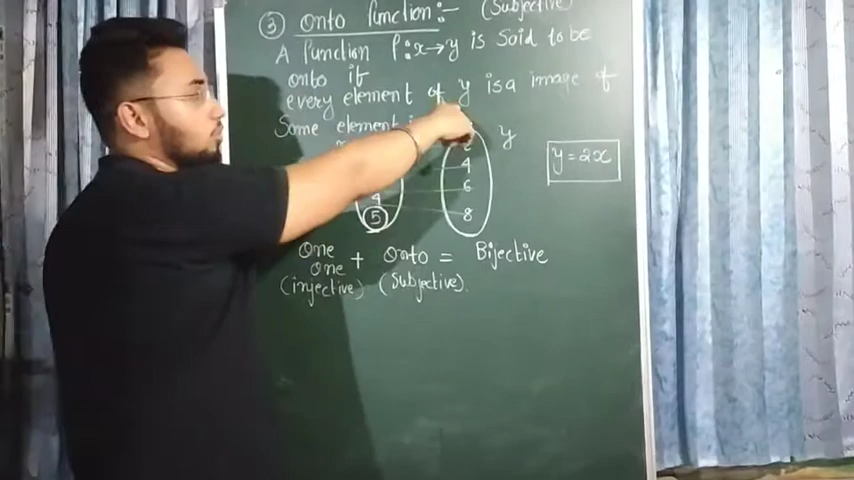 ③ Onto Function:- (Subjective)
A Function f:x→y is Said to be
onto if
every element of y is a image of
Some element
y
y = 2x
2
4
6
4
8
5
One One + Onto = Bijective
(injective) (Subjective).